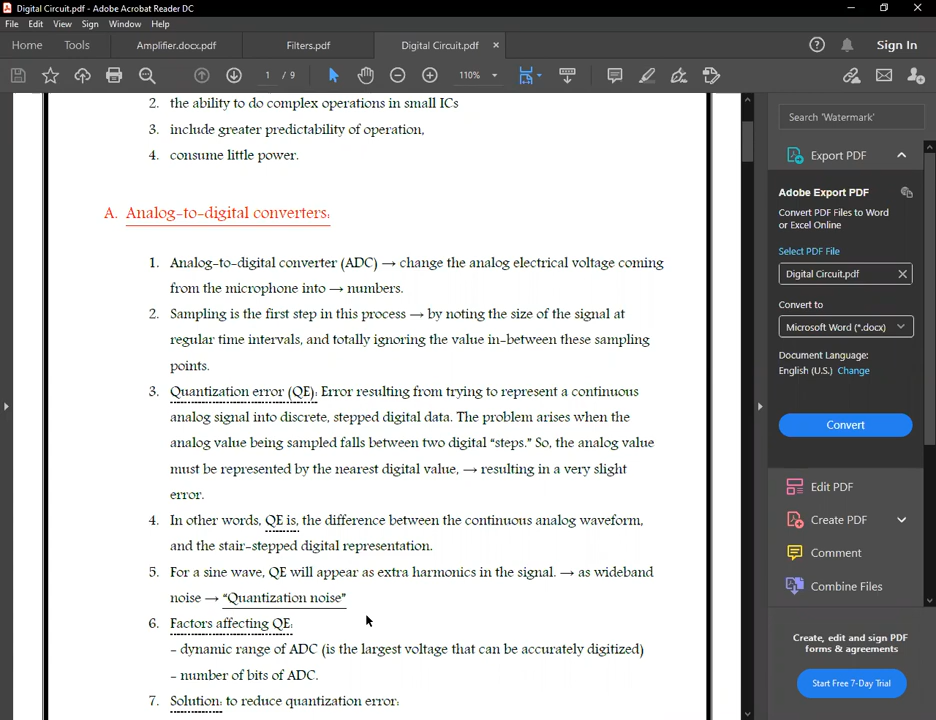 Digital Circuit.pdf - Adobe Acrobat Reader DC
File Edit View Sign Window Help
Home Tools Amplifier.docx.pdf Filters.pdf Digital Circuit.pdf × Sign In
1 / 9 110%
2. the ability to do complex operations in small ICs
3. include greater predictability of operation,
4. consume little power.
A. Analog-to-digital converters:
1. Analog-to-digital converter (ADC) → change the analog electrical voltage coming
from the microphone into → numbers.
2. Sampling is the first step in this process → by noting the size of the signal at
regular time intervals, and totally ignoring the value in-between these sampling
points.
3. Quantization error (QE): Error resulting from trying to represent a continuous
analog signal into discrete, stepped digital data. The problem arises when the
analog value being sampled falls between two digital “steps.” So, the analog value
must be represented by the nearest digital value, → resulting in a very slight
error.
4. In other words, QE is, the difference between the continuous analog waveform,
and the stair-stepped digital representation.
5. For a sine wave, QE will appear as extra harmonics in the signal. → as wideband
noise → “Quantization noise”
6. Factors affecting QE:
- dynamic range of ADC (is the largest voltage that can be accurately digitized)
- number of bits of ADC.
7. Solution: to reduce quantization error:
Search 'Watermark'
Export PDF
Adobe Export PDF
Convert PDF Files to Word
or Excel Online
Select PDF File
Digital Circuit.pdf
Convert to
Microsoft Word (*.docx)
Document Language:
English (U.S.) Change
Convert
Edit PDF
Create PDF
Comment
Combine Files
Create, edit and sign PDF
forms & agreements
Start Free 7-Day Trial